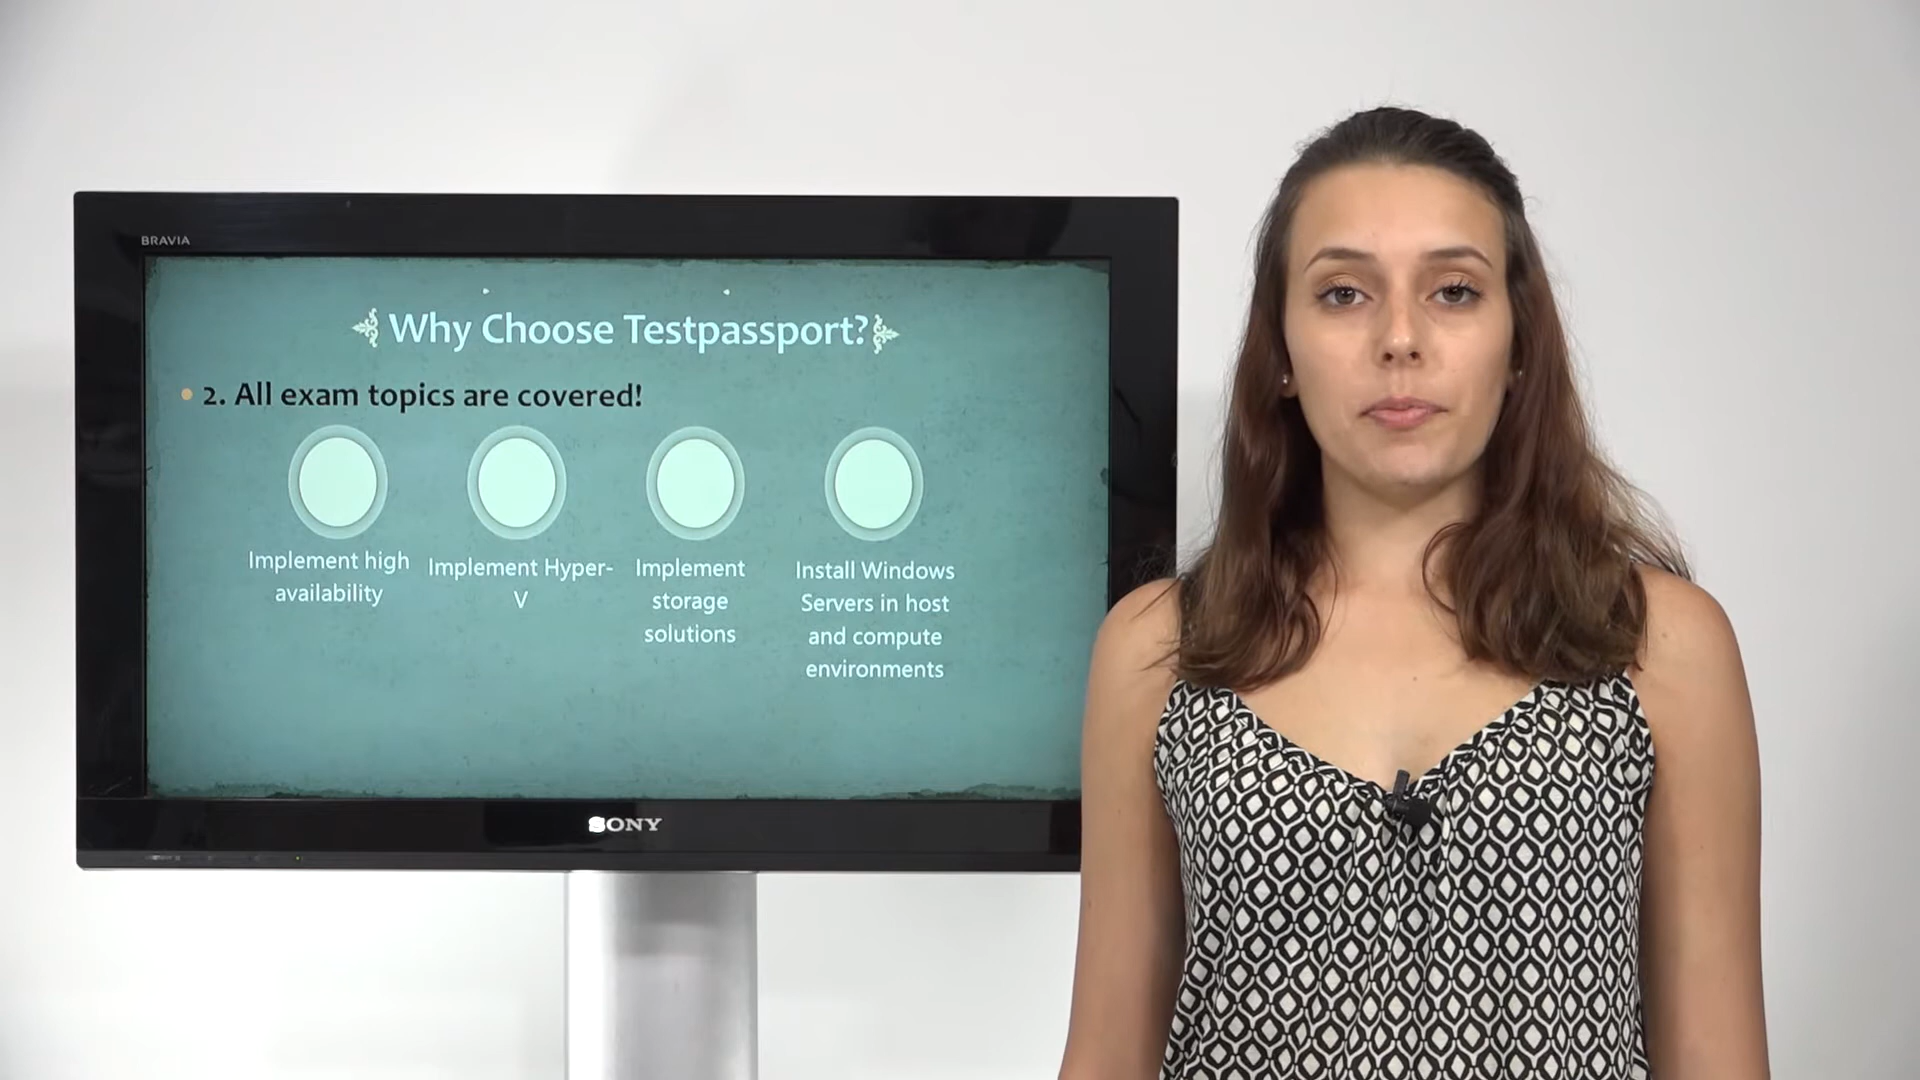 BRAVIA
Why Choose Testpassport?
2. All exam topics are covered!
Implement high
availability
Implement Hyper-
V
Implement
storage
solutions
Install Windows
Servers in host
and compute
environments
SONY